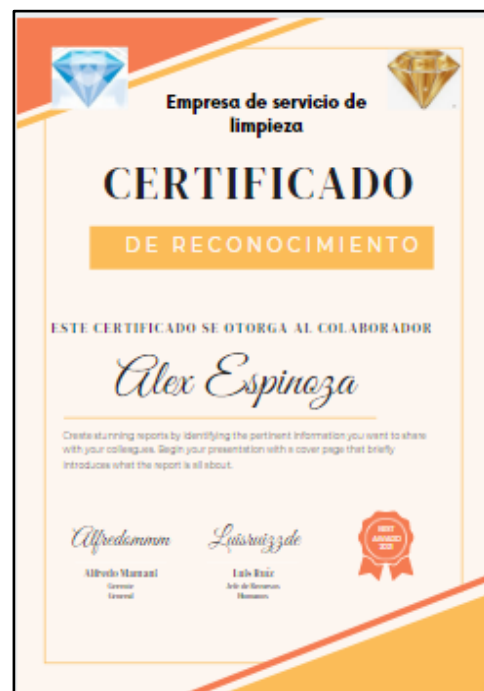 Empresa de servicio de
limpieza
CERTIFICADO
DE RECONOCIMIENTO
ESTE CERTIFICADO SE OTORGA AL COLABORADOR
Alex Espinoza
Create stunning reports by identifying the pertinent information you want to share
with your colleagues. Begin your presentation with a cover page that briefly
introduces what the report is all about.
Alfredommm
Luisruizzde
Alfredo Mamani
Luis Ruiz
Gerente
Jefe de Recursos
General
Humanos
BEST
AWARD